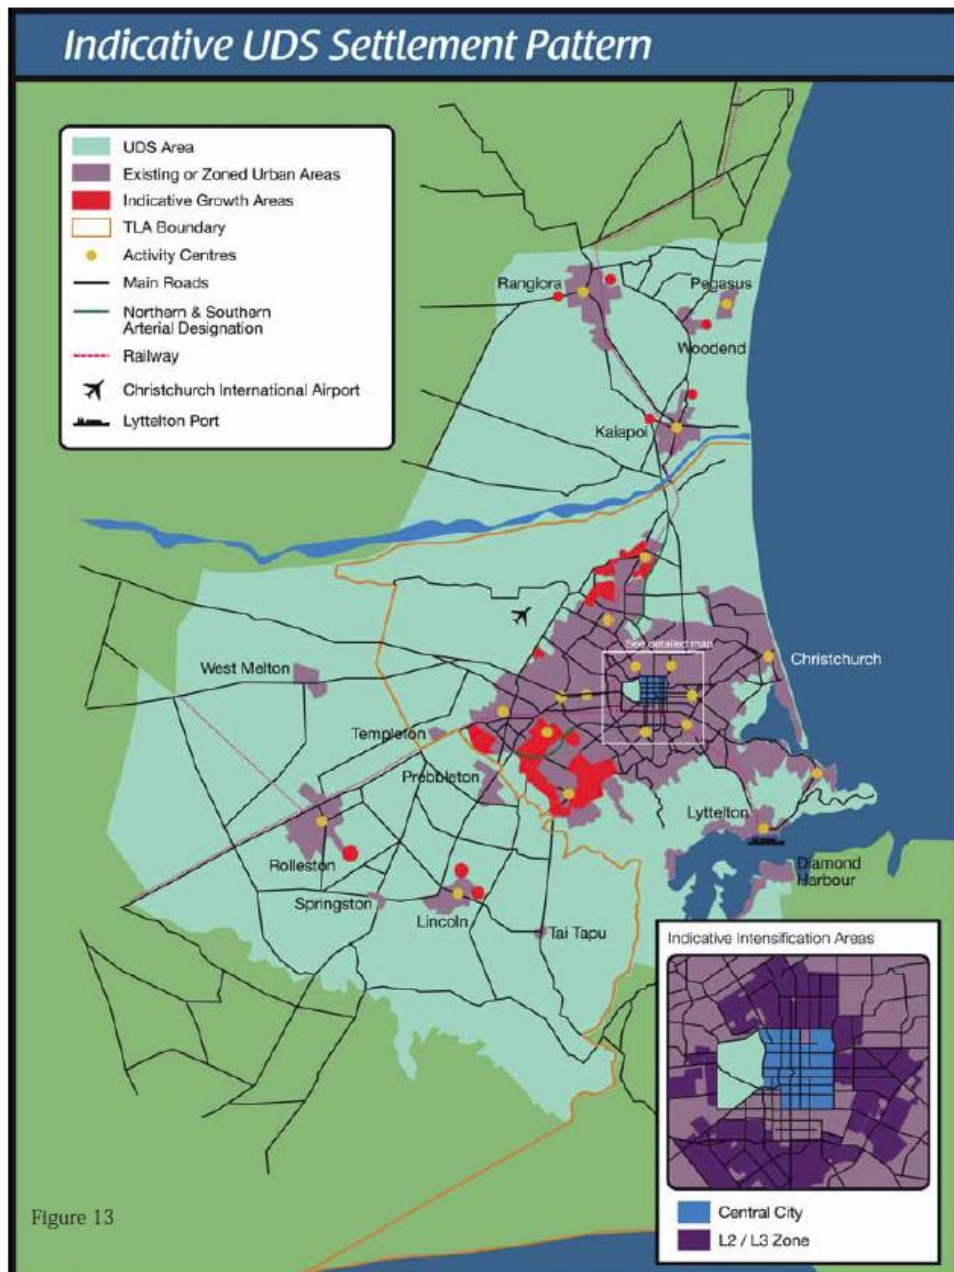 Indicative UDS Settlement Pattern
UDS Area
Existing or Zoned Urban Areas
Indicative Growth Areas
TLA Boundary
Activity Centres
Main Roads
Northern & Southern
Arterial Designation
Railway
Christchurch International Airport
Lyttelton Port
Rangiora
Pegasus
Woodend
Kaiapoi
See detailed map
Christchurch
West Melton
Templeton
Prebbleton
Lyttelton
Rolleston
Diamond
Harbour
Springston
Lincoln
Tai Tapu
Indicative Intensification Areas
Central City
L2 / L3 Zone
Figure 13